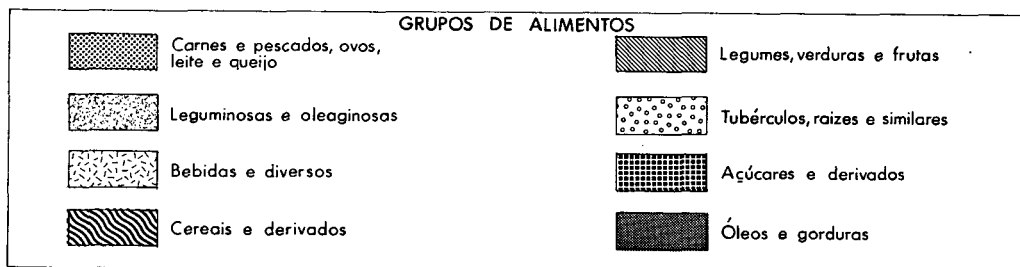 GRUPOS DE ALIMENTOS
Carnes e pescados, ovos,
leite e queijo
Leguminosas e oleaginosas
Bebidas e diversos
Cereais e derivados
Legumes, verduras e frutas
Tubérculos, raizes e similares
Açúcares e derivados
Óleos e gorduras